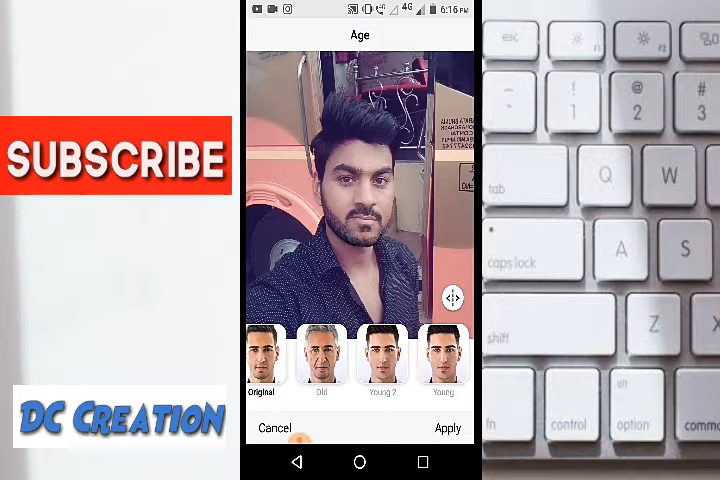 SUBSCRIBE
DC CREATION
4G 4G 6:16 PM
Age
Original
Old
Young 2
Young
Cancel
Apply
esc
F1
F2
~
!
1
@
2
#
3
tab
Q
W
caps lock
A
S
shift
Z
X
fn
control
alt
option